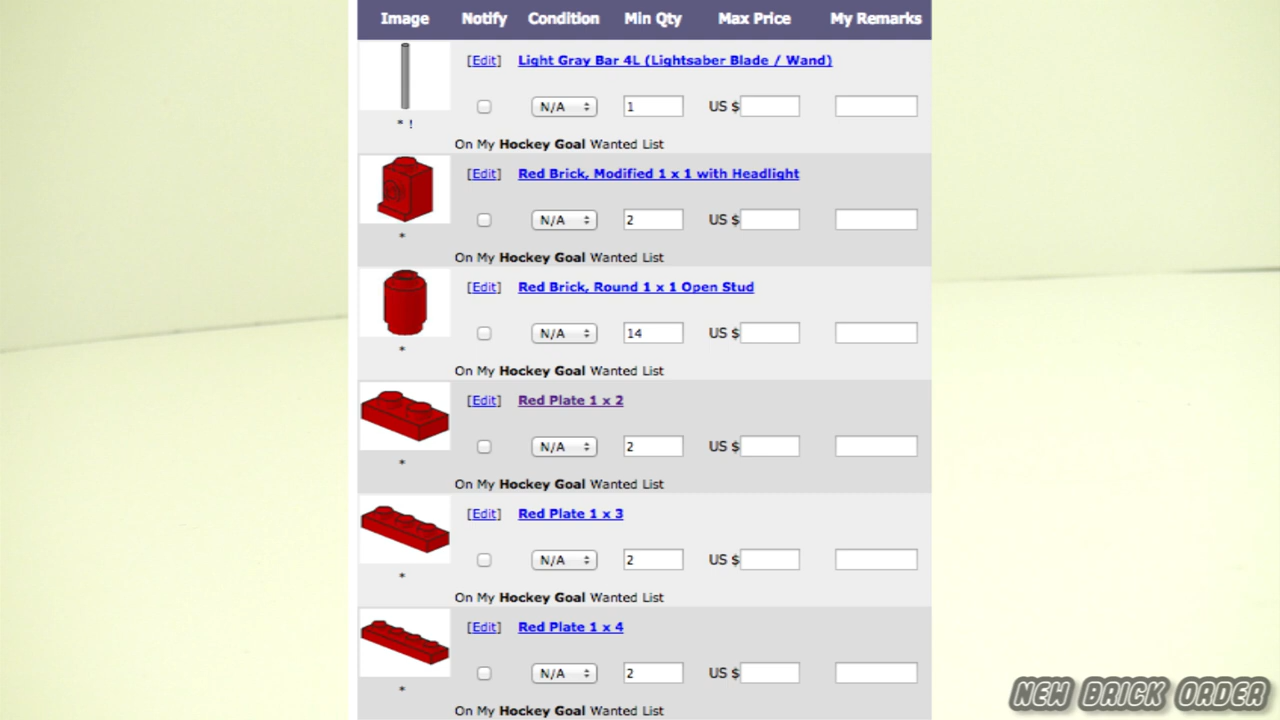 Image Notify Condition Min Qty Max Price My Remarks
[Edit] Light Gray Bar 4L (Lightsaber Blade / Wand)
N/A 1 US $
* !
On My Hockey Goal Wanted List
[Edit] Red Brick, Modified 1 x 1 with Headlight
N/A 2 US $
*
On My Hockey Goal Wanted List
[Edit] Red Brick, Round 1 x 1 Open Stud
N/A 14 US $
*
On My Hockey Goal Wanted List
[Edit] Red Plate 1 x 2
N/A 2 US $
*
On My Hockey Goal Wanted List
[Edit] Red Plate 1 x 3
N/A 2 US $
*
On My Hockey Goal Wanted List
[Edit] Red Plate 1 x 4
N/A 2 US $
*
On My Hockey Goal Wanted List
NEW BRICK ORDER